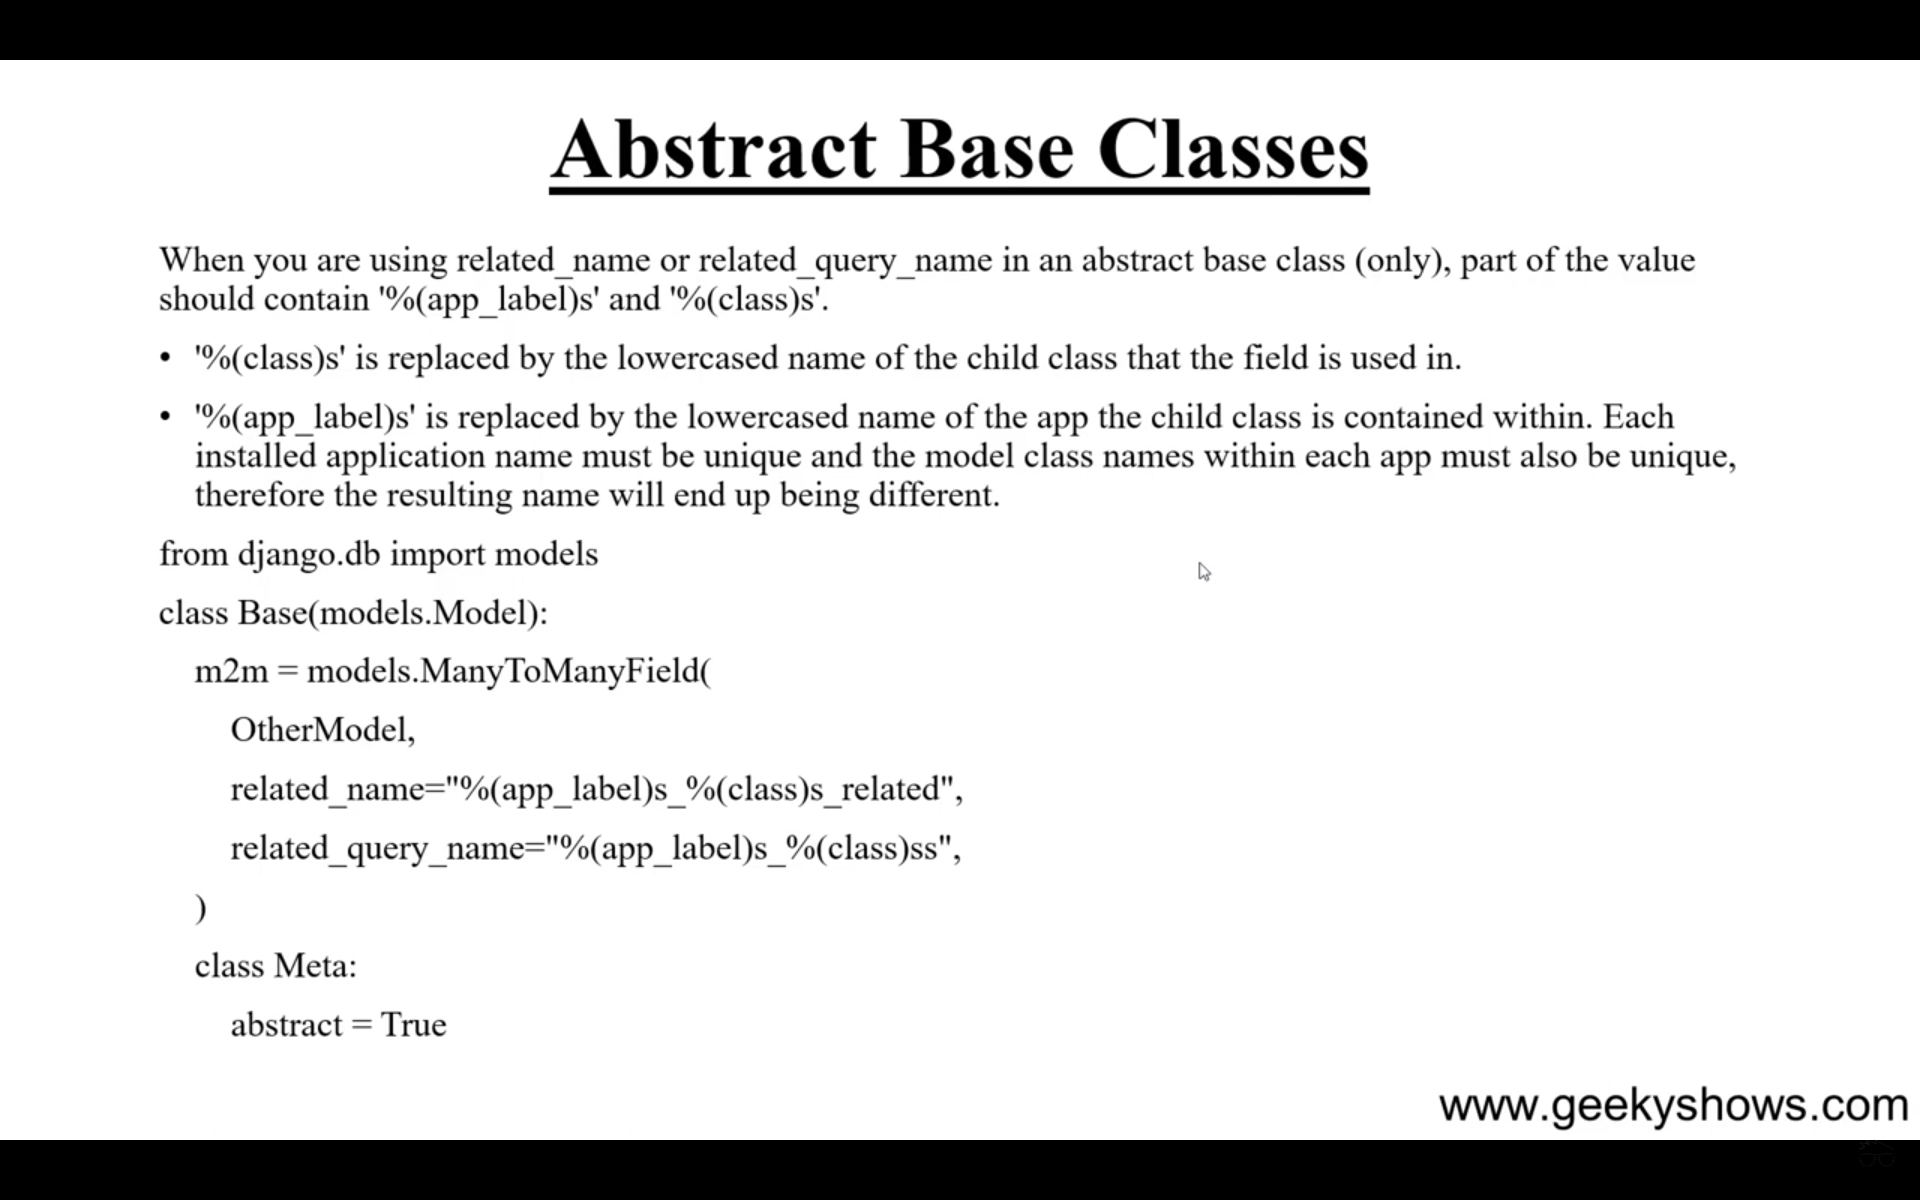 Abstract Base Classes
When you are using related_name or related_query_name in an abstract base class (only), part of the value
should contain '%(app_label)s' and '%(class)s'.
• '%(class)s' is replaced by the lowercased name of the child class that the field is used in.
• '%(app_label)s' is replaced by the lowercased name of the app the child class is contained within. Each
installed application name must be unique and the model class names within each app must also be unique,
therefore the resulting name will end up being different.
from django.db import models
class Base(models.Model):
m2m = models.ManyToManyField(
OtherModel,
related_name="%(app_label)s_%(class)s_related",
related_query_name="%(app_label)s_%(class)ss",
)
class Meta:
abstract = True
www.geekyshows.com